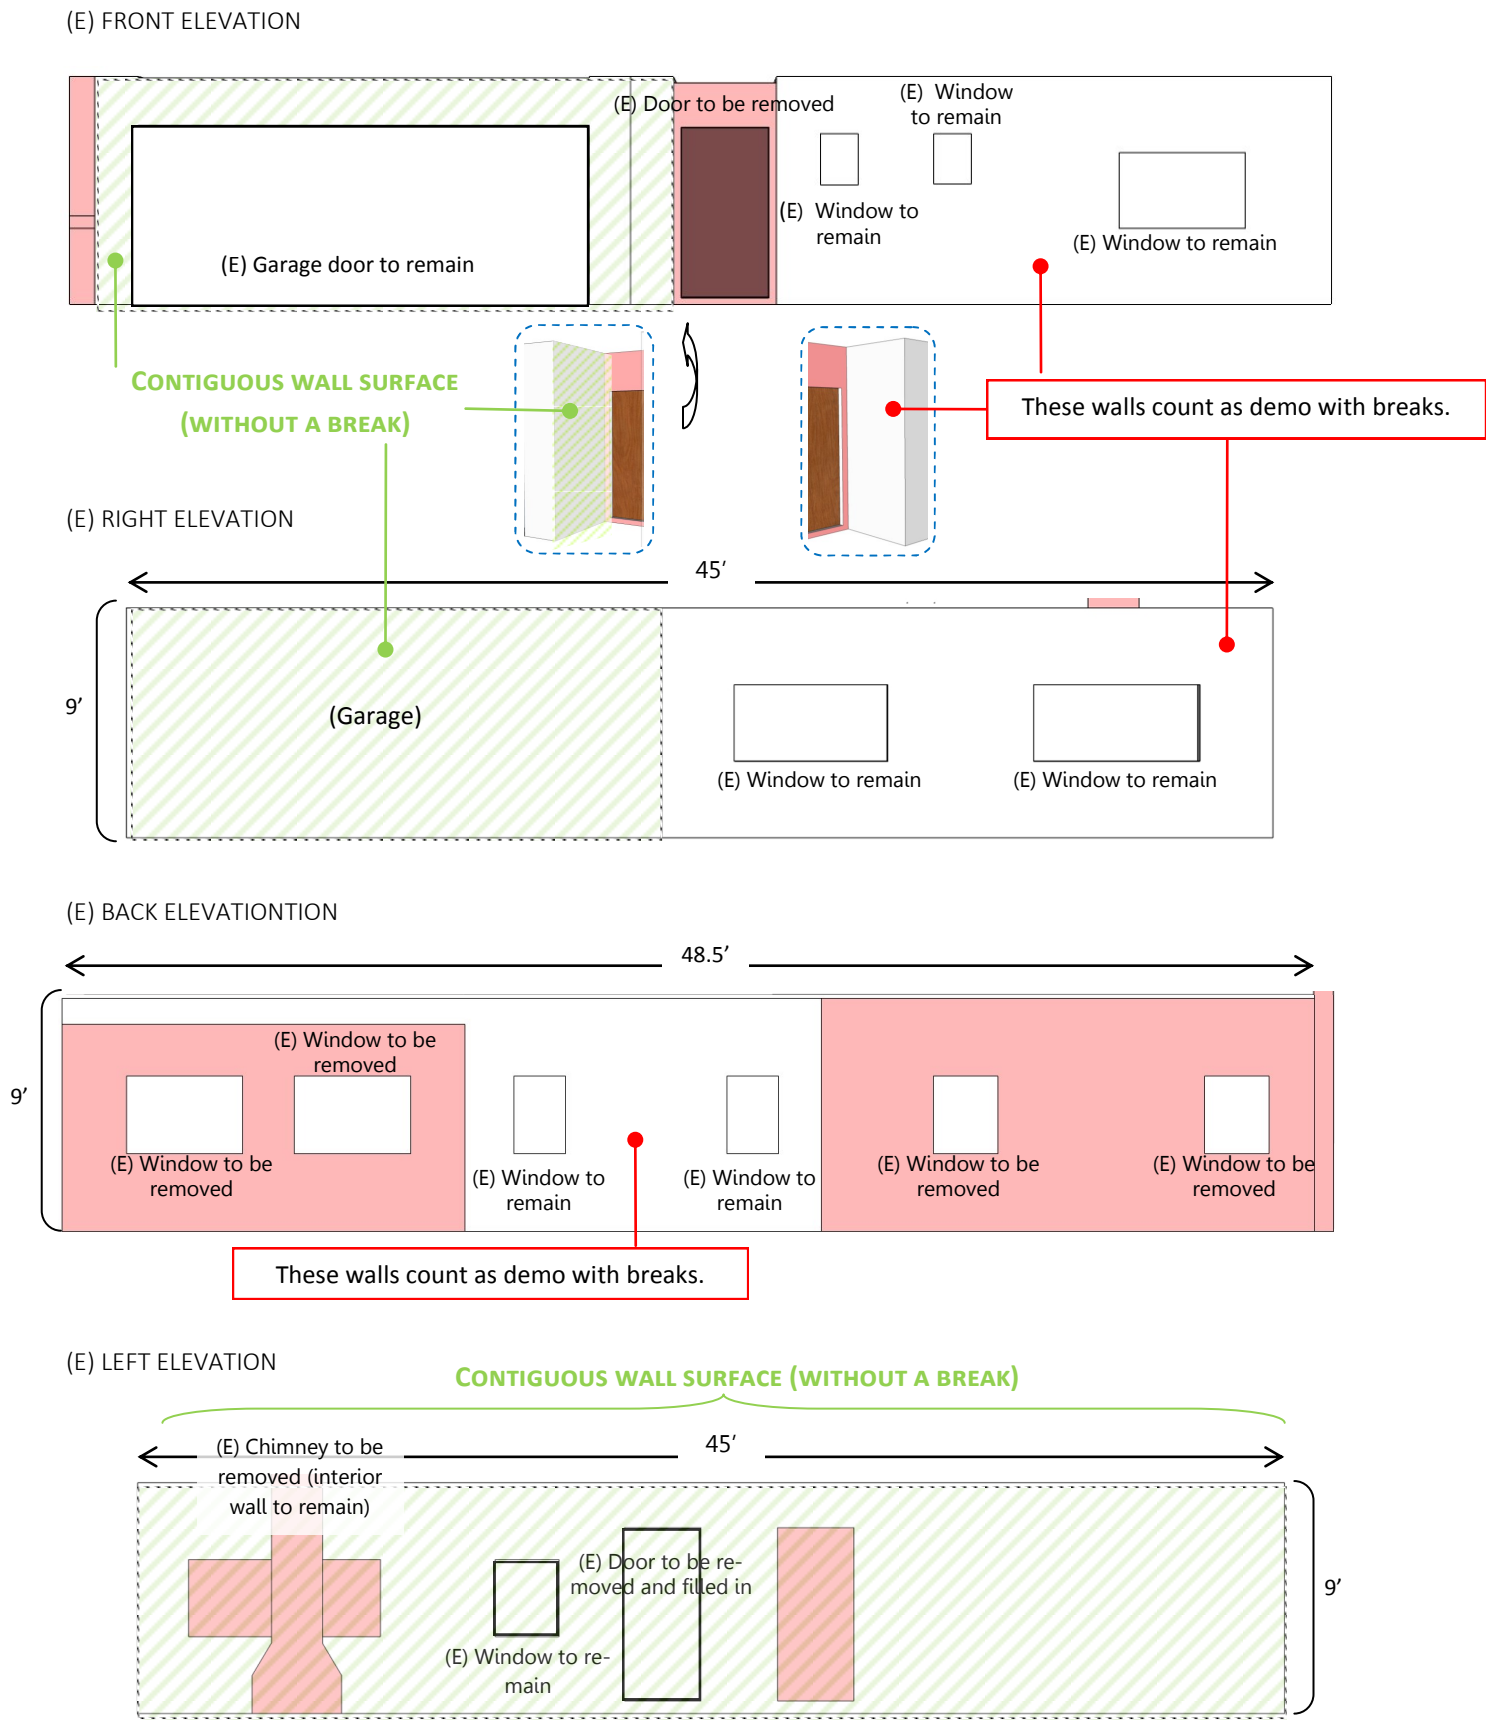 (E) FRONT ELEVATION
(E) Door to be removed
(E) Window
to remain
(E) Window to
remain
(E) Window to remain
(E) Garage door to remain
CONTIGUOUS WALL SURFACE
(WITHOUT A BREAK)
These walls count as demo with breaks.
(E) RIGHT ELEVATION
45'
9'
(Garage)
(E) Window to remain
(E) Window to remain
(E) BACK ELEVATIONTION
48.5'
9'
(E) Window to be
removed
(E) Window to be
removed
(E) Window to
remain
(E) Window to
remain
(E) Window to be
removed
(E) Window to be
removed
These walls count as demo with breaks.
(E) LEFT ELEVATION
CONTIGUOUS WALL SURFACE (WITHOUT A BREAK)
45'
(E) Chimney to be
removed (interior
wall to remain)
(E) Door to be re-
moved and filled in
(E) Window to re-
main
9'